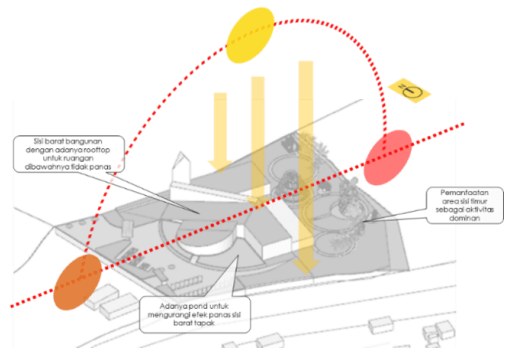 Sisi barat bangunan
dengan adanya rooftop
untuk ruangan
dibawahnya tidak panas
Pemanfaatan
area sisi timur
sebagai aktivitas
dominan
Adanya pond untuk
mengurangi efek panas sisi
barat tapak